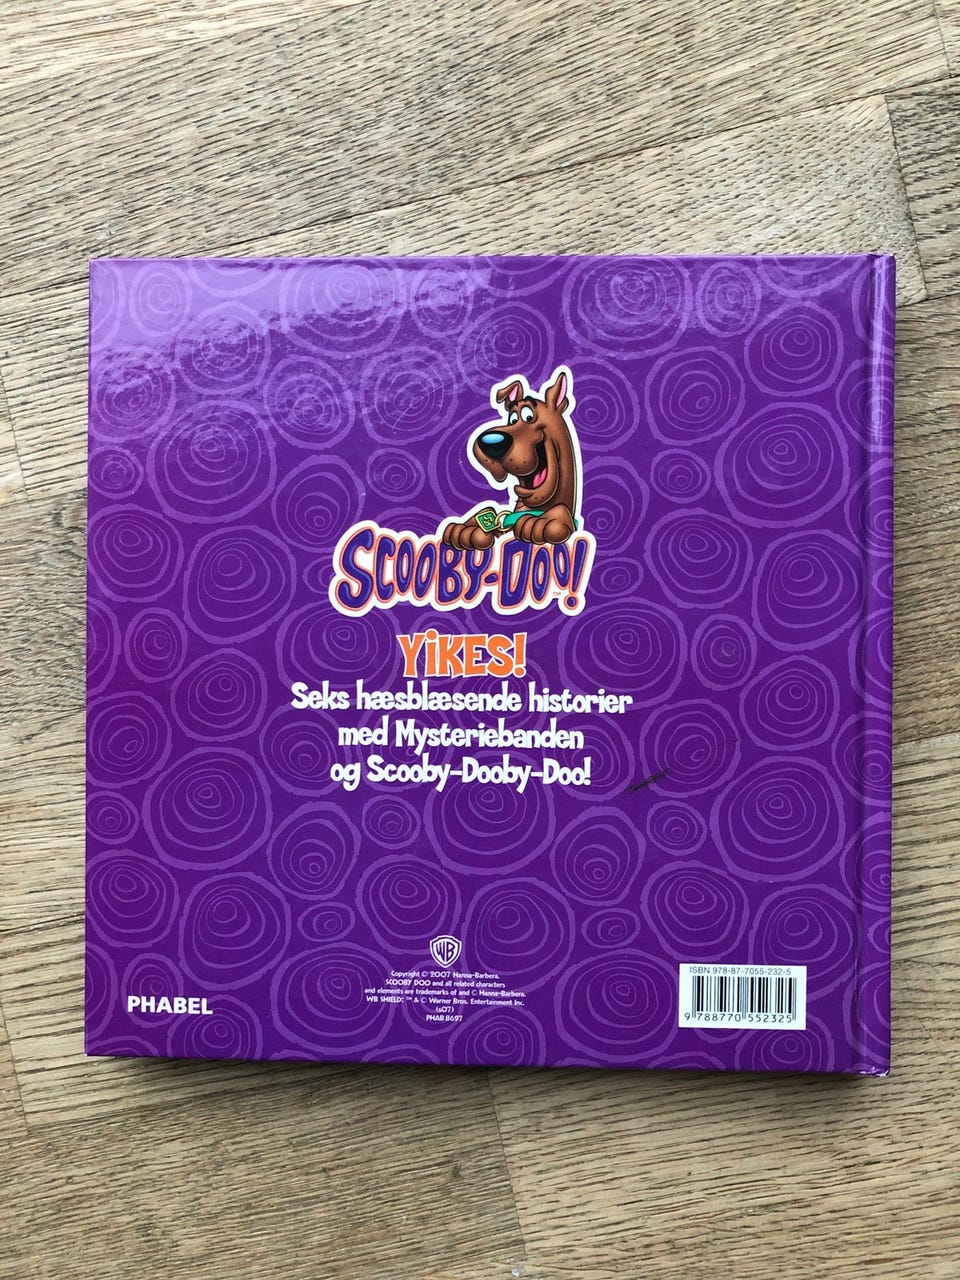 SCOOBY-DOO!™
YIKES!
Seks hæsblæsende historier
med Mysteriebanden
og Scooby-Dooby-Doo!
WB
Copyright © 2007 Hanna-Barbera.
SCOOBY DOO and all related characters
and elements are trademarks of and © Hanna-Barbera.
WB SHIELD: ™ & © Warner Bros. Entertainment Inc.
(s07)
PHAB 8697
PHABEL
ISBN 978-87-7055-232-5
9 788770 552325